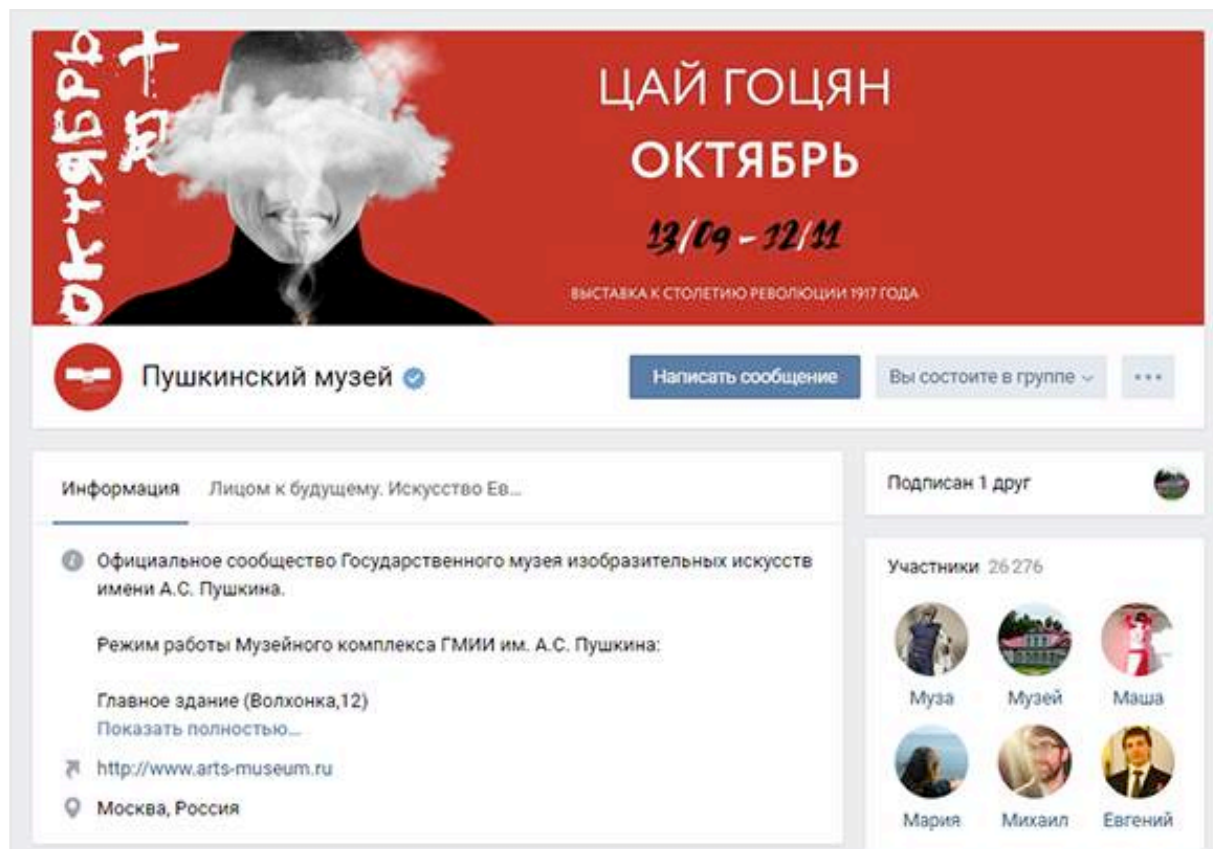 ОКТЯБРЬ
十月
ЦАЙ ГОЦЯН
ОКТЯБРЬ
13/09 – 12/11
ВЫСТАВКА К СТОЛЕТИЮ РЕВОЛЮЦИИ 1917 ГОДА
Пушкинский музей
Написать сообщение
Вы состоите в группе
Информация
Лицом к будущему. Искусство Ев...
Официальное сообщество Государственного музея изобразительных искусств
имени А.С. Пушкина.
Режим работы Музейного комплекса ГМИИ им. А.С. Пушкина:
Главное здание (Волхонка,12)
Показать полностью...
http://www.arts-museum.ru
Москва, Россия
Подписан 1 друг
Участники 26 276
Муза
Музей
Маша
Мария
Михаил
Евгений